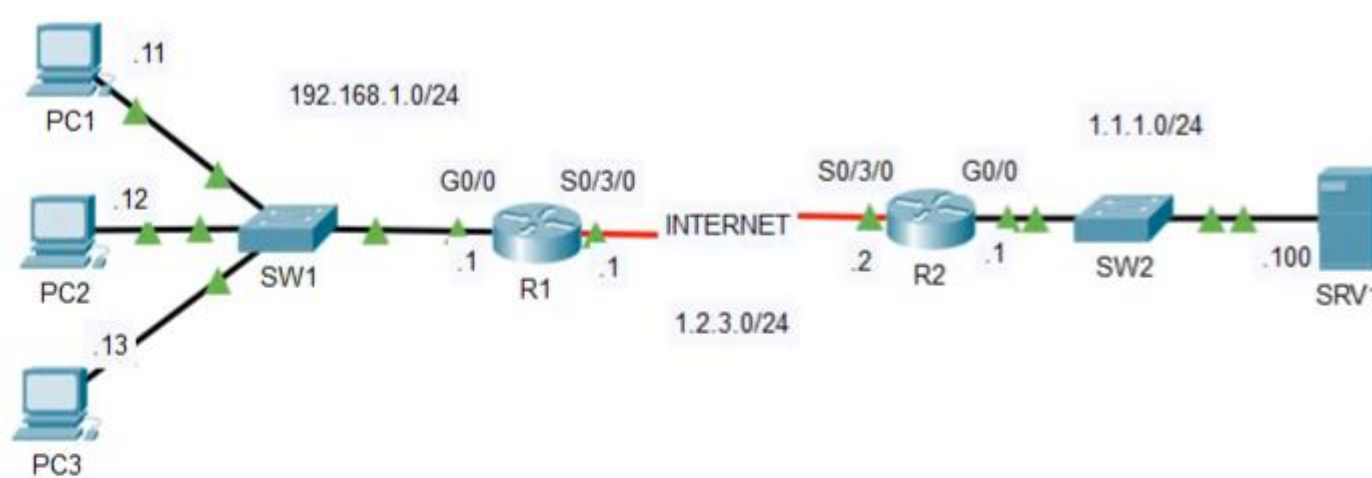 .11
PC1
192.168.1.0/24
.12
PC2
SW1
.13
PC3
G0/0
S0/3/0
.1
R1
.1
INTERNET
1.2.3.0/24
S0/3/0
G0/0
.2
R2
.1
1.1.1.0/24
SW2
.100
SRV1